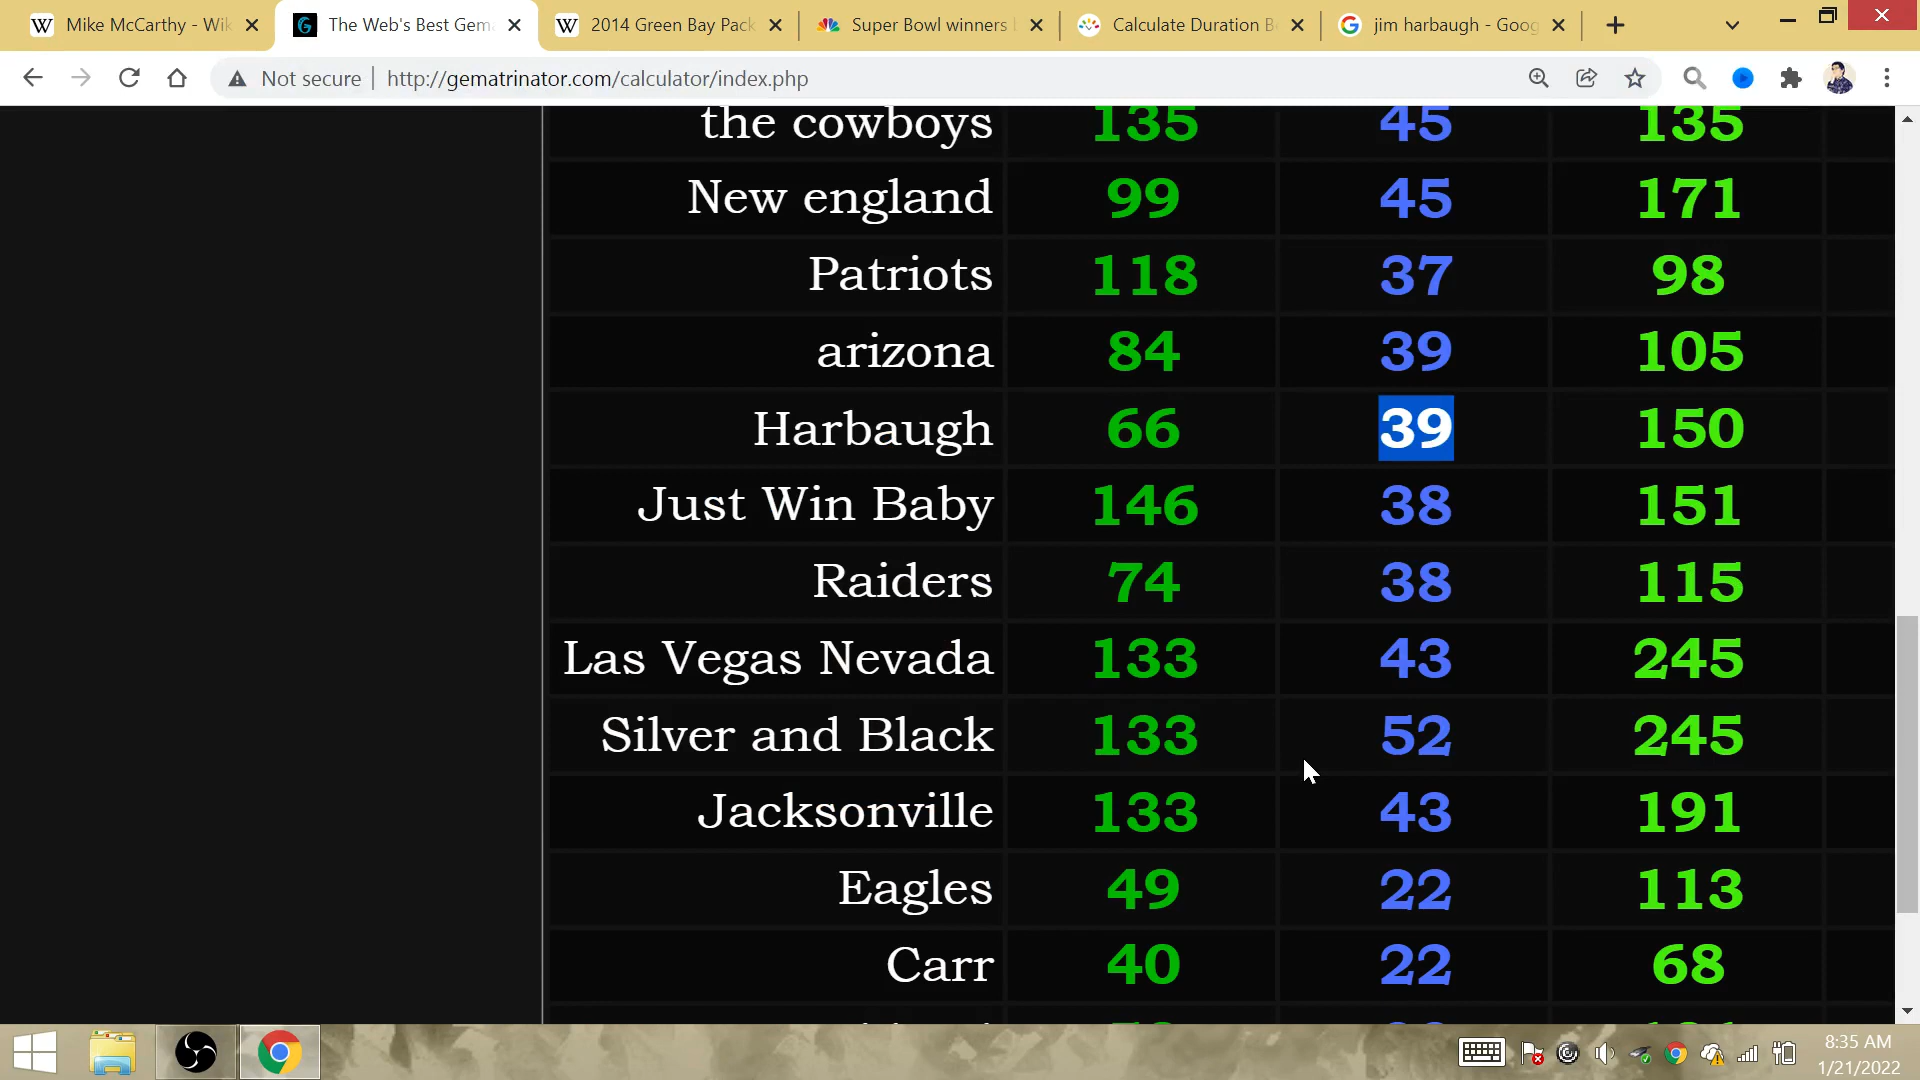 Mike McCarthy - Wik
The Web's Best Gem
2014 Green Bay Pack
Super Bowl winners
Calculate Duration B
jim harbaugh - Goog
Not secure
http://gematrinator.com/calculator/index.php
the cowboys 135 45 135
New england 99 45 171
Patriots 118 37 98
arizona 84 39 105
Harbaugh 66 39 150
Just Win Baby 146 38 151
Raiders 74 38 115
Las Vegas Nevada 133 43 245
Silver and Black 133 52 245
Jacksonville 133 43 191
Eagles 49 22 113
Carr 40 22 68
8:35 AM
1/21/2022